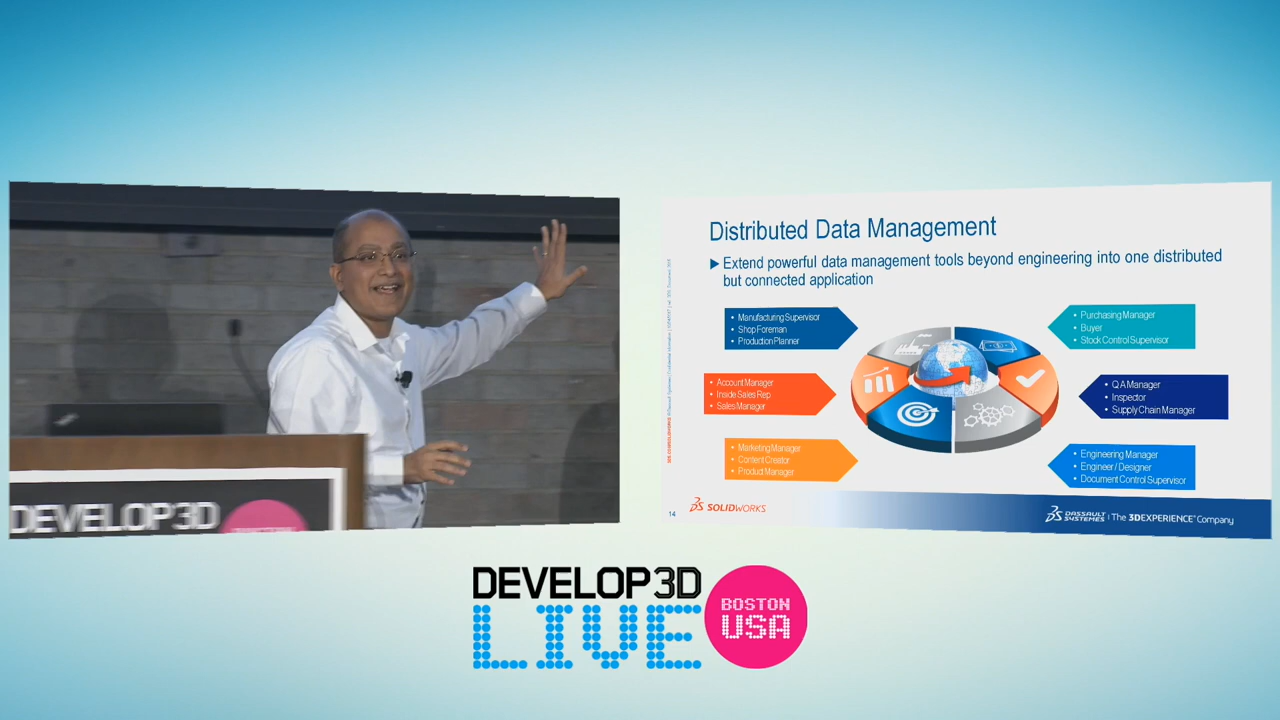 DEVELOP3D
Distributed Data Management
Extend powerful data management tools beyond engineering into one distributed
but connected application
• Manufacturing Supervisor
• Shop Foreman
• Production Planner
• Account Manager
• Inside Sales Rep
• Sales Manager
• Marketing Manager
• Content Creator
• Product Manager
• Purchasing Manager
• Buyer
• Stock Control Supervisor
• QA Manager
• Inspector
• Supply Chain Manager
• Engineering Manager
• Engineer / Designer
• Document Control Supervisor
14
SOLIDWORKS
DASSAULT
SYSTEMES | The 3DEXPERIENCE Company
DEVELOP3D
LIVE
BOSTON
USA